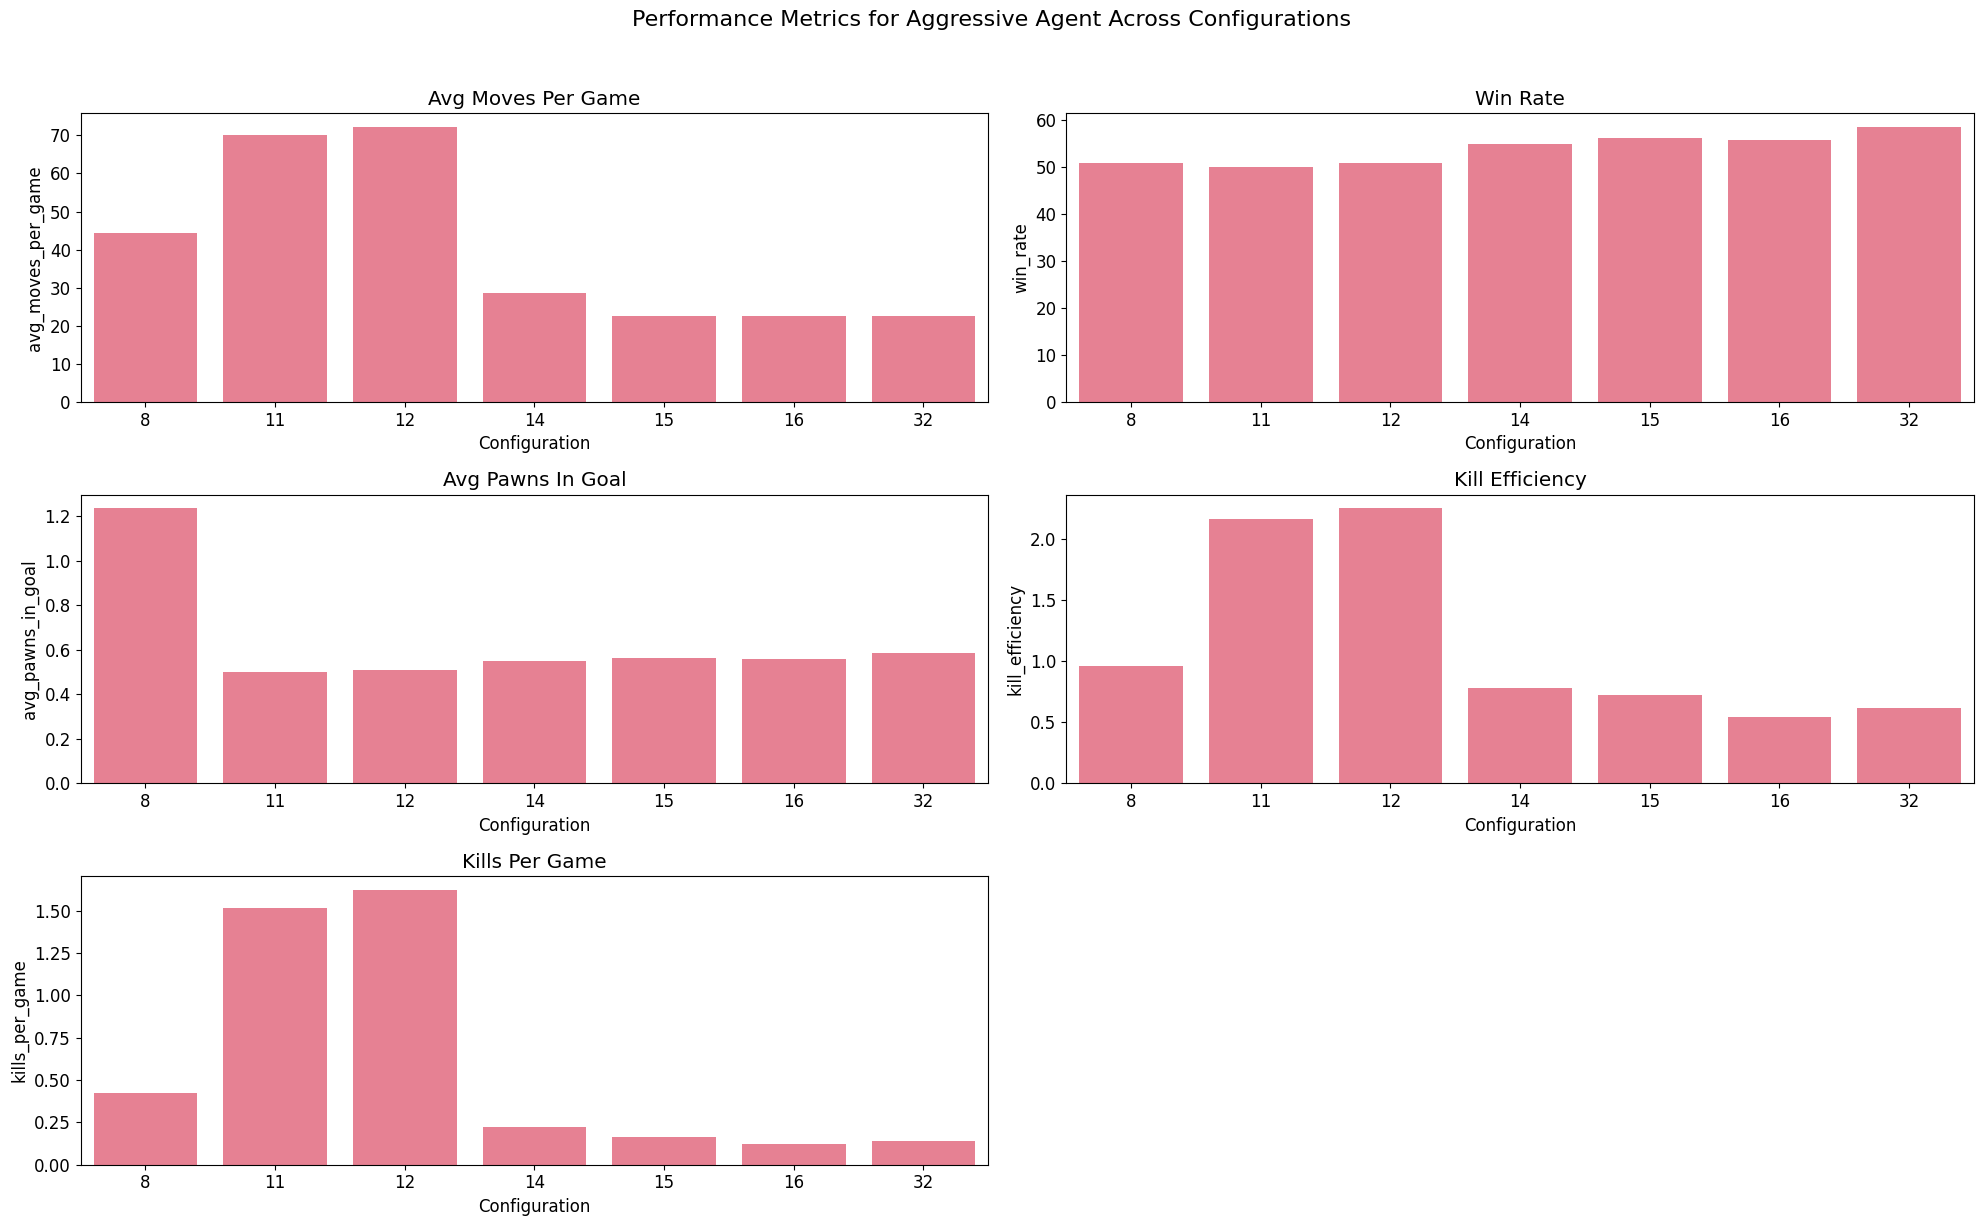 Performance Metrics for Aggressive Agent Across Configurations
Avg Moves Per Game
avg_moves_per_game
70
60
50
40
30
20
10
0
8 11 12 14 15 16 32
Configuration
Win Rate
win_rate
60
50
40
30
20
10
0
8 11 12 14 15 16 32
Configuration
Avg Pawns In Goal
avg_pawns_in_goal
1.2
1.0
0.8
0.6
0.4
0.2
0.0
8 11 12 14 15 16 32
Configuration
Kill Efficiency
kill_efficiency
2.0
1.5
1.0
0.5
0.0
8 11 12 14 15 16 32
Configuration
Kills Per Game
kills_per_game
1.50
1.25
1.00
0.75
0.50
0.25
0.00
8 11 12 14 15 16 32
Configuration